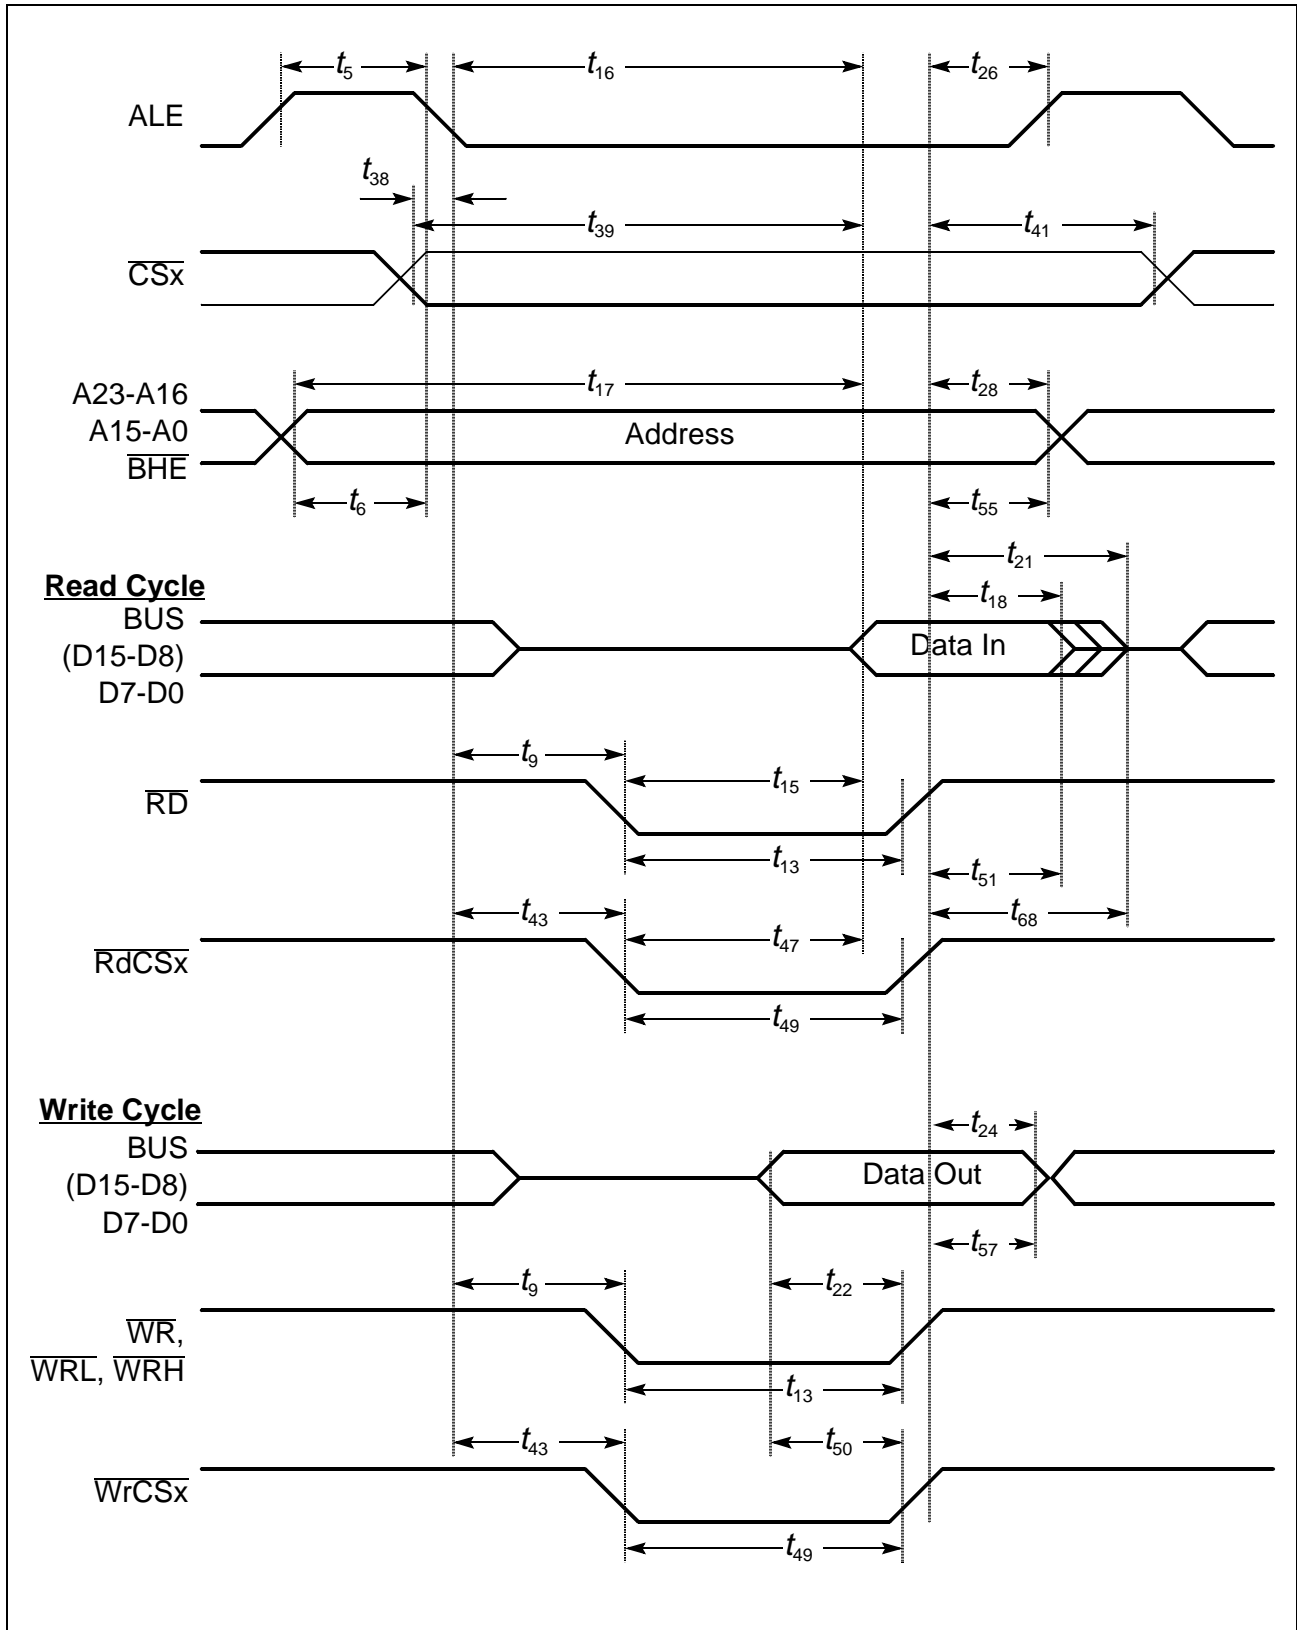 t5 t16 t26
ALE
t38
t39 t41
CSx
t17 t28
A23-A16
A15-A0
Address
BHE
t6 t55
t21
Read Cycle
t18
BUS
(D15-D8)
Data In
D7-D0
t9
t15
RD
t13
t51
t43
t68
t47
RdCSx
t49
Write Cycle
t24
BUS
(D15-D8)
Data Out
D7-D0
t57
t9 t22
WR,
WRL, WRH
t13
t43 t50
WrCSx
t49